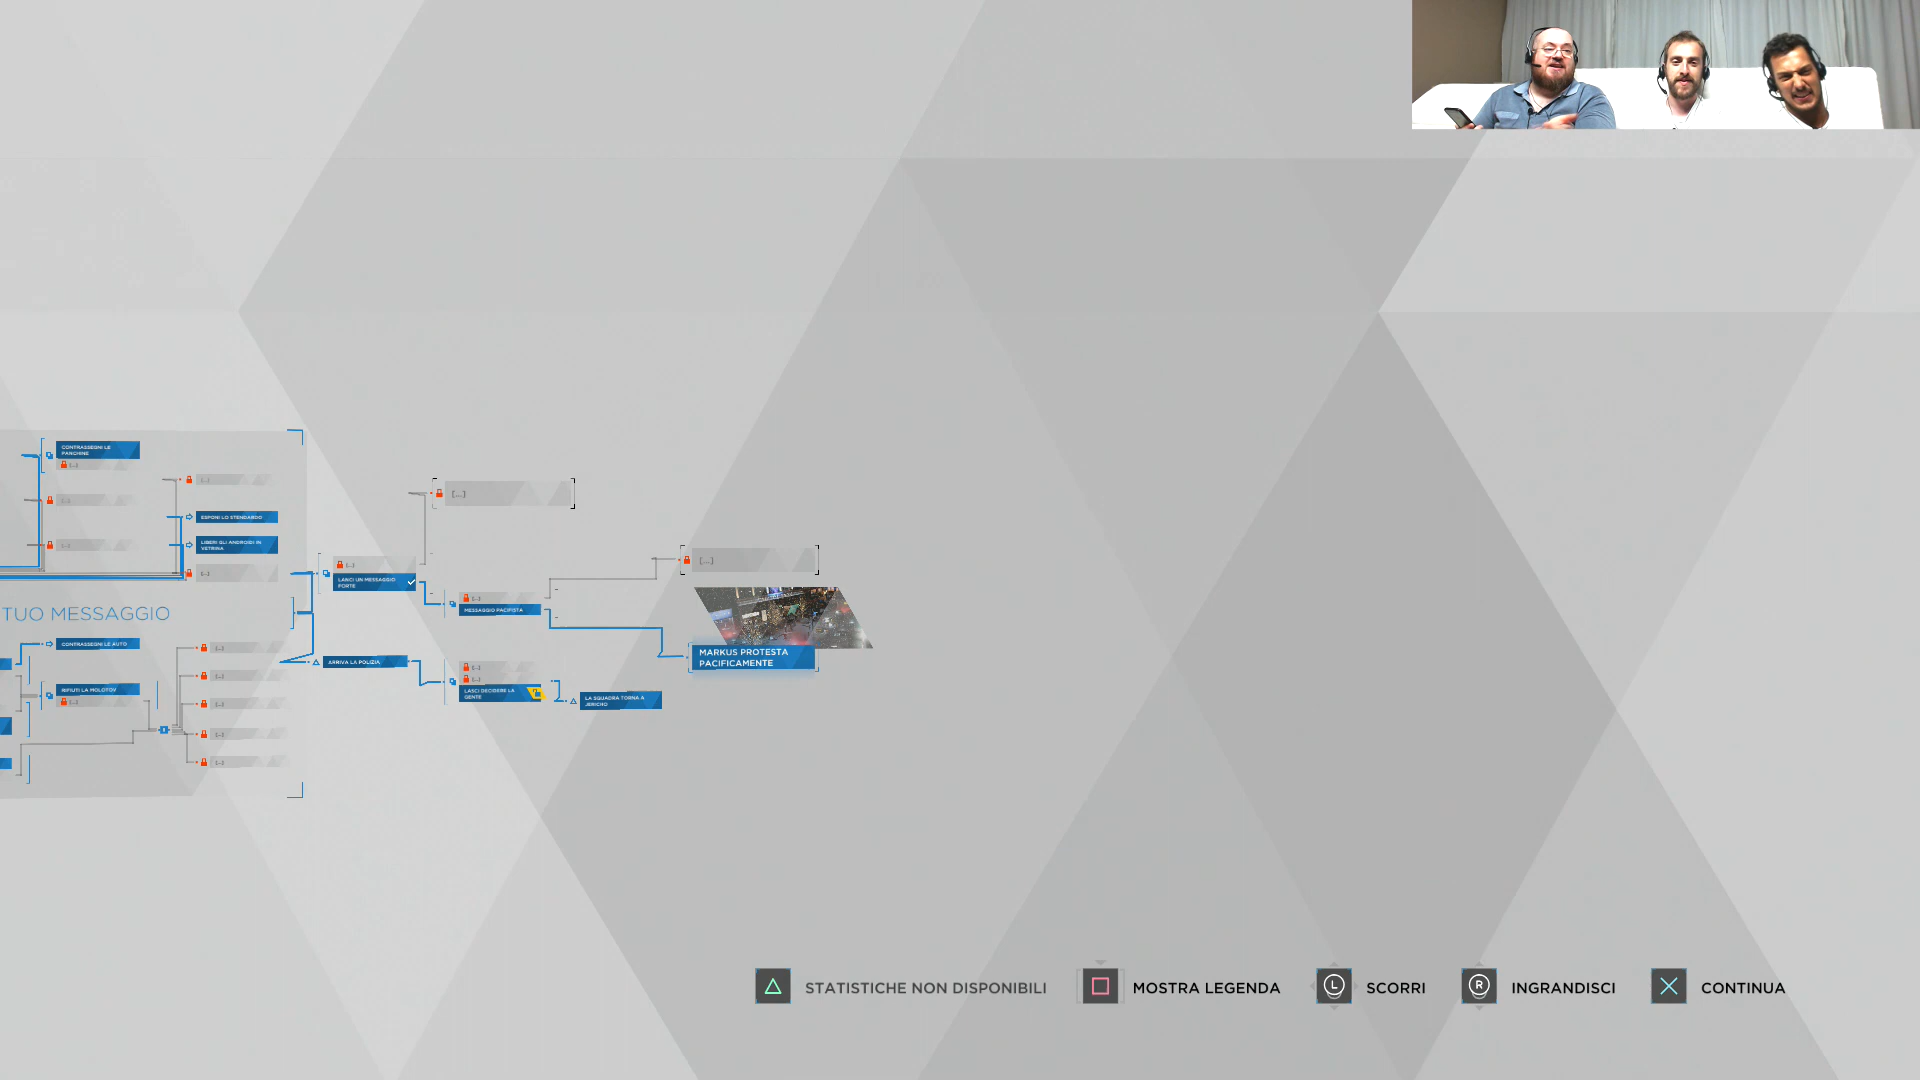 CONTRASSEGNI LE
PANCHINE
[...]
[...]
[...]
[...]
ESPONI LO STENDARDO
LIBERI GLI ANDROIDI IN
VETRINA
[...]
[...]
[...]
LANCI UN MESSAGGIO
FORTE
[...]
MESSAGGIO PACIFISTA
[...]
MARKUS PROTESTA
PACIFICAMENTE
TUO MESSAGGIO
CONTRASSEGNI LE AUTO
RIFIUTI LA MOLOTOV
[...]
[...]
[...]
[...]
[...]
[...]
ARRIVA LA POLIZIA
[...]
[...]
LASCI DECIDERE LA
GENTE
LA SQUADRA TORNA A
JERICHO
STATISTICHE NON DISPONIBILI
MOSTRA LEGENDA
L
SCORRI
R
INGRANDISCI
CONTINUA